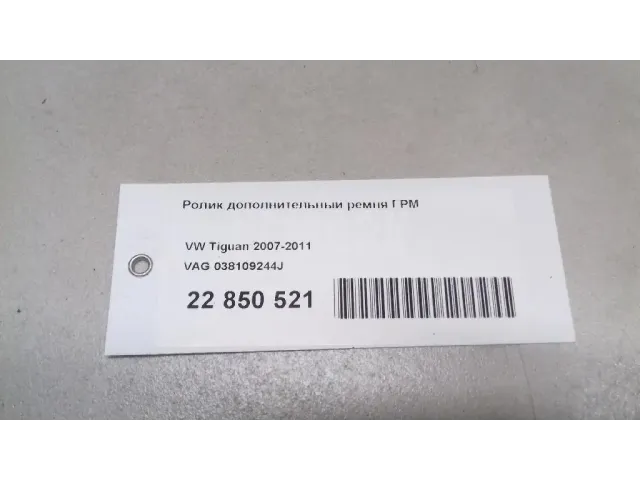 Ролик дополнительный ремня ГРМ
VW Tiguan 2007-2011
VAG 038109244J
22 850 521